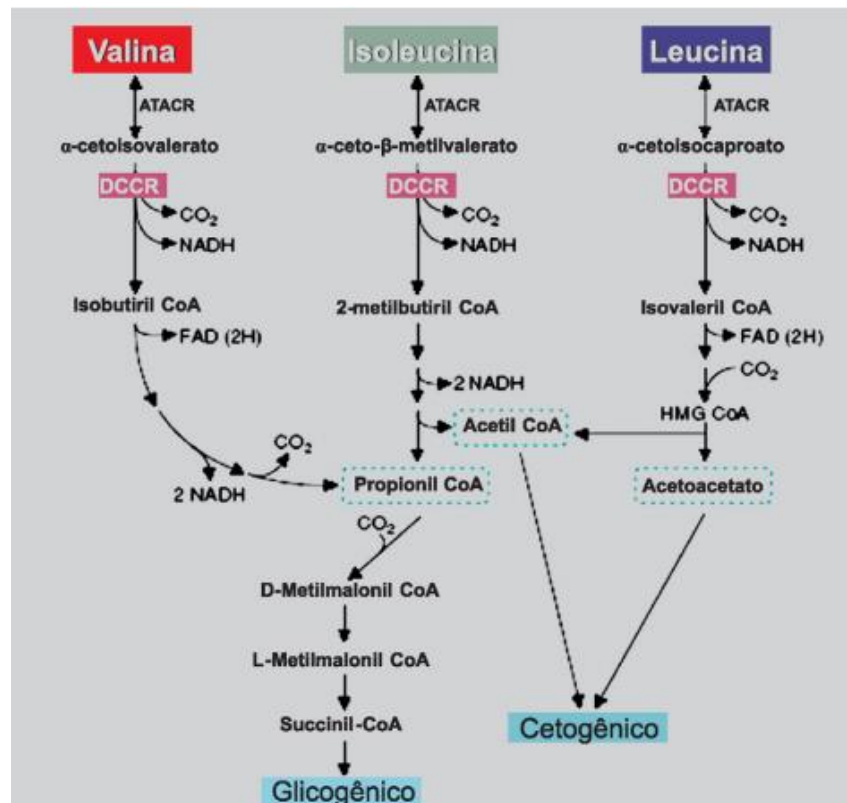 Valina Isoleucina Leucina
ATACR ATACR ATACR
α-cetoisovalerato α-ceto-β-metilvalerato α-cetoisocaproato
DCCR DCCR DCCR
CO₂ CO₂ CO₂
NADH NADH NADH
Isobutiril CoA 2-metilbutiril CoA Isovaleril CoA
FAD (2H) FAD (2H)
2 NADH CO₂
HMG CoA
Acetil CoA
CO₂
2 NADH Propionil CoA Acetoacetato
CO₂
D-Metilmalonil CoA
L-Metilmalonil CoA
Succinil-CoA
Cetogênico
Glicogênico